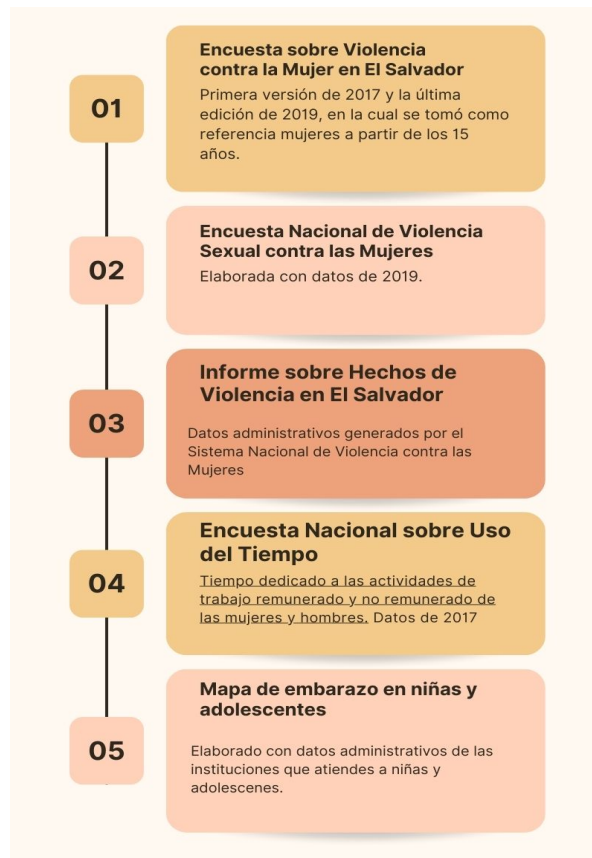 01
Encuesta sobre Violencia
contra la Mujer en El Salvador
Primera versión de 2017 y la última
edición de 2019, en la cual se tomó como
referencia mujeres a partir de los 15
años.
02
Encuesta Nacional de Violencia
Sexual contra las Mujeres
Elaborada con datos de 2019.
03
Informe sobre Hechos de
Violencia en El Salvador
Datos administrativos generados por el
Sistema Nacional de Violencia contra las
Mujeres
04
Encuesta Nacional sobre Uso
del Tiempo
Tiempo dedicado a las actividades de
trabajo remunerado y no remunerado de
las mujeres y hombres. Datos de 2017
05
Mapa de embarazo en niñas y
adolescentes
Elaborado con datos administrativos de las
instituciones que atiendes a niñas y
adolescenes.